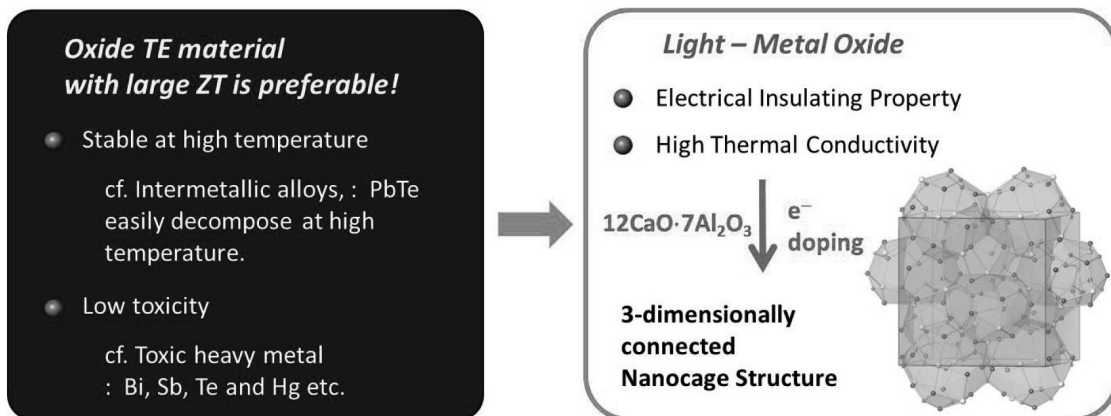 Oxide TE material
with large ZT is preferable!
Stable at high temperature
cf. Intermetallic alloys, : PbTe
easily decompose at high
temperature.
Low toxicity
cf. Toxic heavy metal
: Bi, Sb, Te and Hg etc.
Light – Metal Oxide
Electrical Insulating Property
High Thermal Conductivity
12CaO·7Al₂O₃
e⁻
doping
3-dimensionally
connected
Nanocage Structure